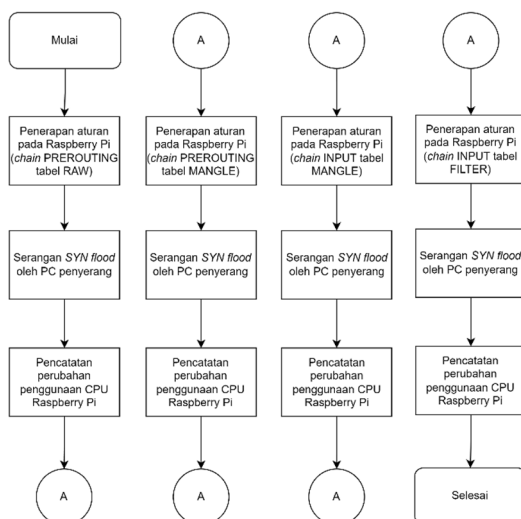 Mulai
Penerapan aturan
pada Raspberry Pi
(chain PREROUTING
tabel RAW)
Serangan SYN flood
oleh PC penyerang
Pencatatan
perubahan
penggunaan CPU
Raspberry Pi
A
A
Penerapan aturan
pada Raspberry Pi
(chain PREROUTING
tabel MANGLE)
Serangan SYN flood
oleh PC penyerang
Pencatatan
perubahan
penggunaan CPU
Raspberry Pi
A
A
Penerapan aturan
pada Raspberry Pi
(chain INPUT tabel
MANGLE)
Serangan SYN flood
oleh PC penyerang
Pencatatan
perubahan
penggunaan CPU
Raspberry Pi
A
A
Penerapan aturan
pada Raspberry Pi
(chain INPUT tabel
FILTER)
Serangan SYN flood
oleh PC penyerang
Pencatatan
perubahan
penggunaan CPU
Raspberry Pi
Selesai